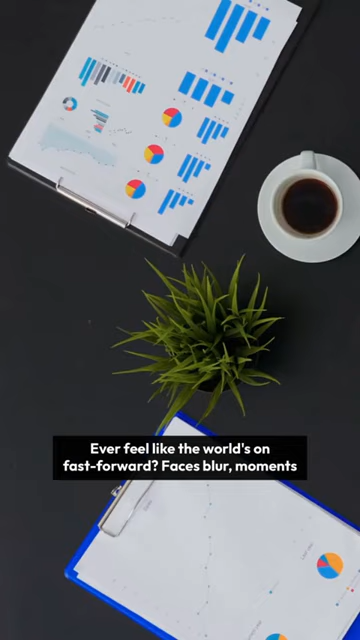 Ever feel like the world's on
fast-forward? Faces blur, moments